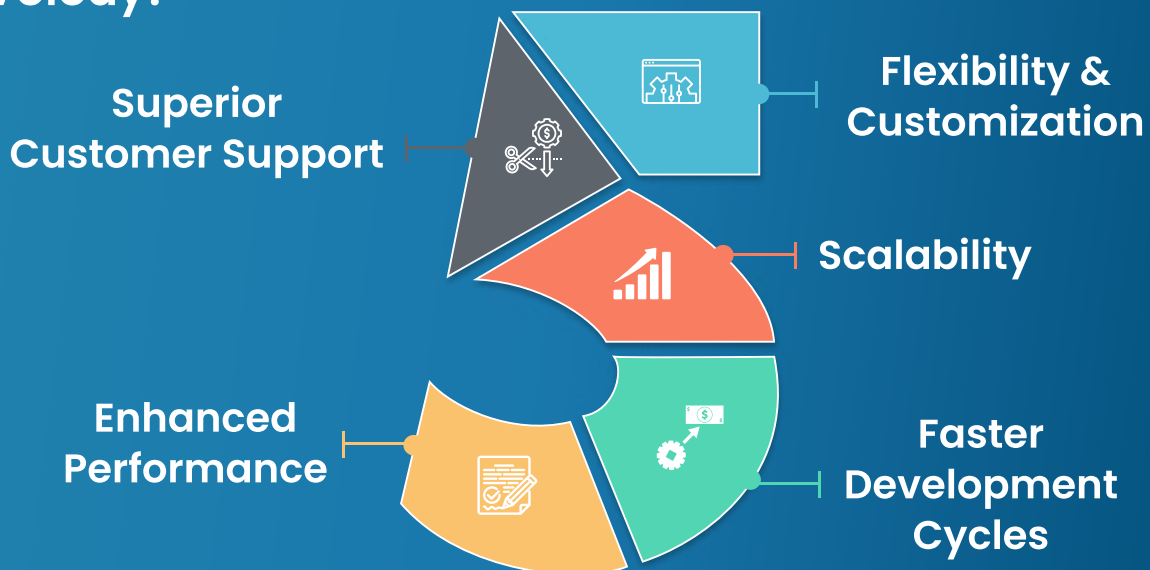 Superior
Customer Support
Flexibility &
Customization
Scalability
Enhanced
Performance
Faster
Development
Cycles